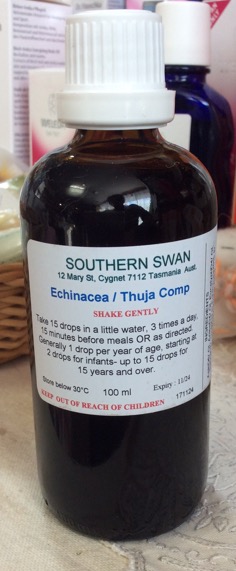 SOUTHERN SWAN
12 Mary St, Cygnet 7112 Tasmania Aust.
Echinacea / Thuja Comp
SHAKE GENTLY
Take 15 drops in a little water, 3 times a day,
15 minutes before meals OR as directed.
Generally 1 drop per year of age, starting at
2 drops for infants- up to 15 drops for
15 years and over.
Store below 30°C 100 ml Expiry : 11/24
KEEP OUT OF REACH OF CHILDREN 171124